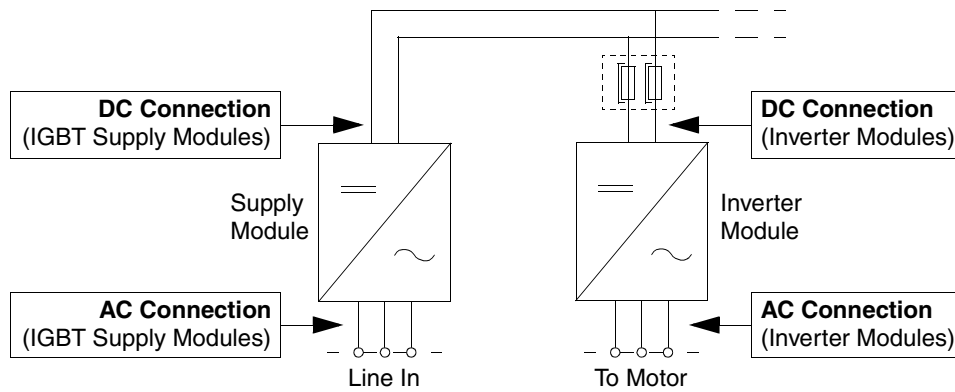 DC Connection
(IGBT Supply Modules)
DC Connection
(Inverter Modules)
Supply
Module
Inverter
Module
AC Connection
(IGBT Supply Modules)
AC Connection
(Inverter Modules)
Line In
To Motor